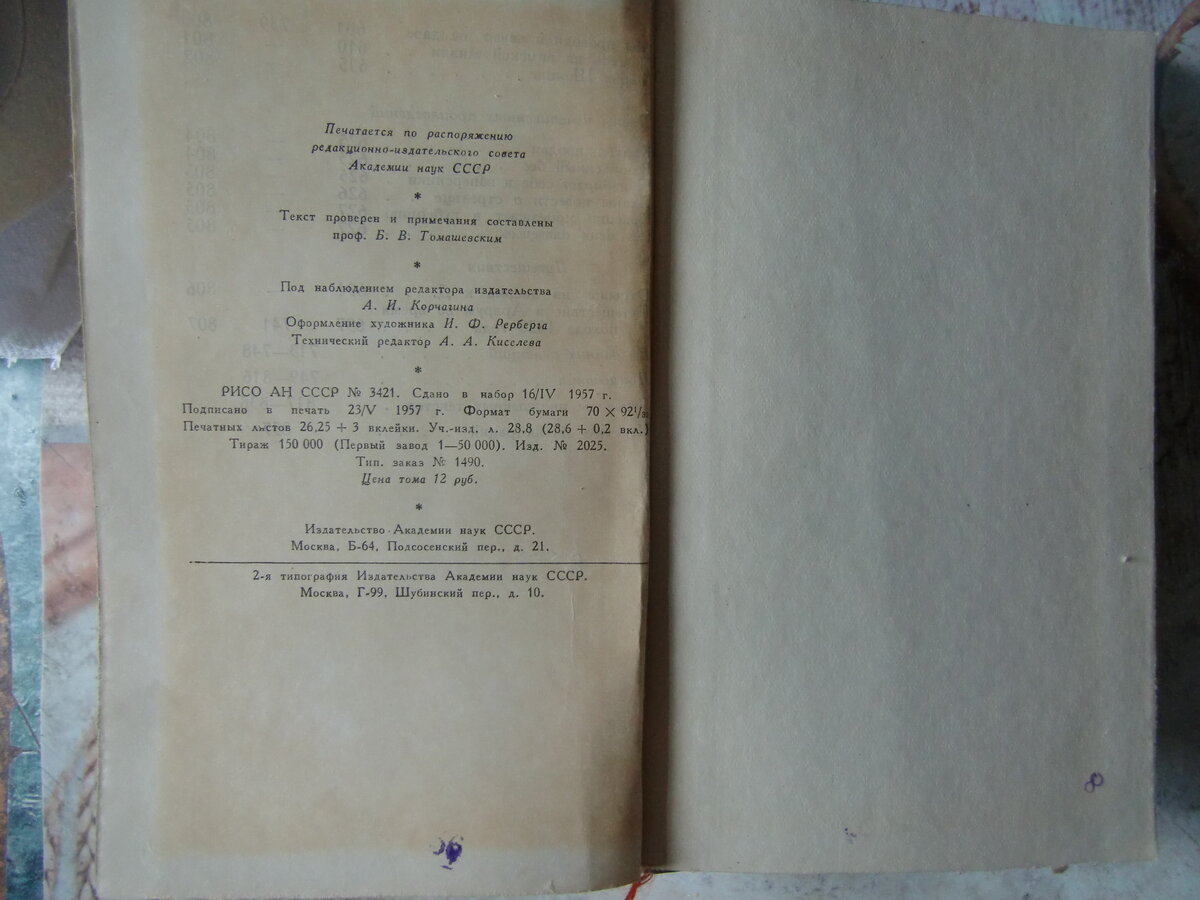 Печатается по распоряжению
редакционно-издательского совета
Академии наук СССР
*
Текст проверен и примечания составлены
проф. Б. В. Томашевским
*
Под наблюдением редактора издательства
А. И. Корчагина
Оформление художника И. Ф. Рерберга
Технический редактор А. А. Киселева
*
РИСО АН СССР № 3421. Сдано в набор 16/IV 1957 г.
Подписано в печать 23/V 1957 г. Формат бумаги 70 × 92¹/₃₂
Печатных листов 26,25 + 3 вклейки. Уч.-изд. л. 28,8 (28,6 + 0,2 вкл.)
Тираж 150 000 (Первый завод 1—50 000). Изд. № 2025.
Тип. заказ № 1490.
Цена тома 12 руб.
*
Издательство Академии наук СССР.
Москва, Б-64, Подсосенский пер., д. 21.
2-я типография Издательства Академии наук СССР.
Москва, Г-99, Шубинский пер., д. 10.